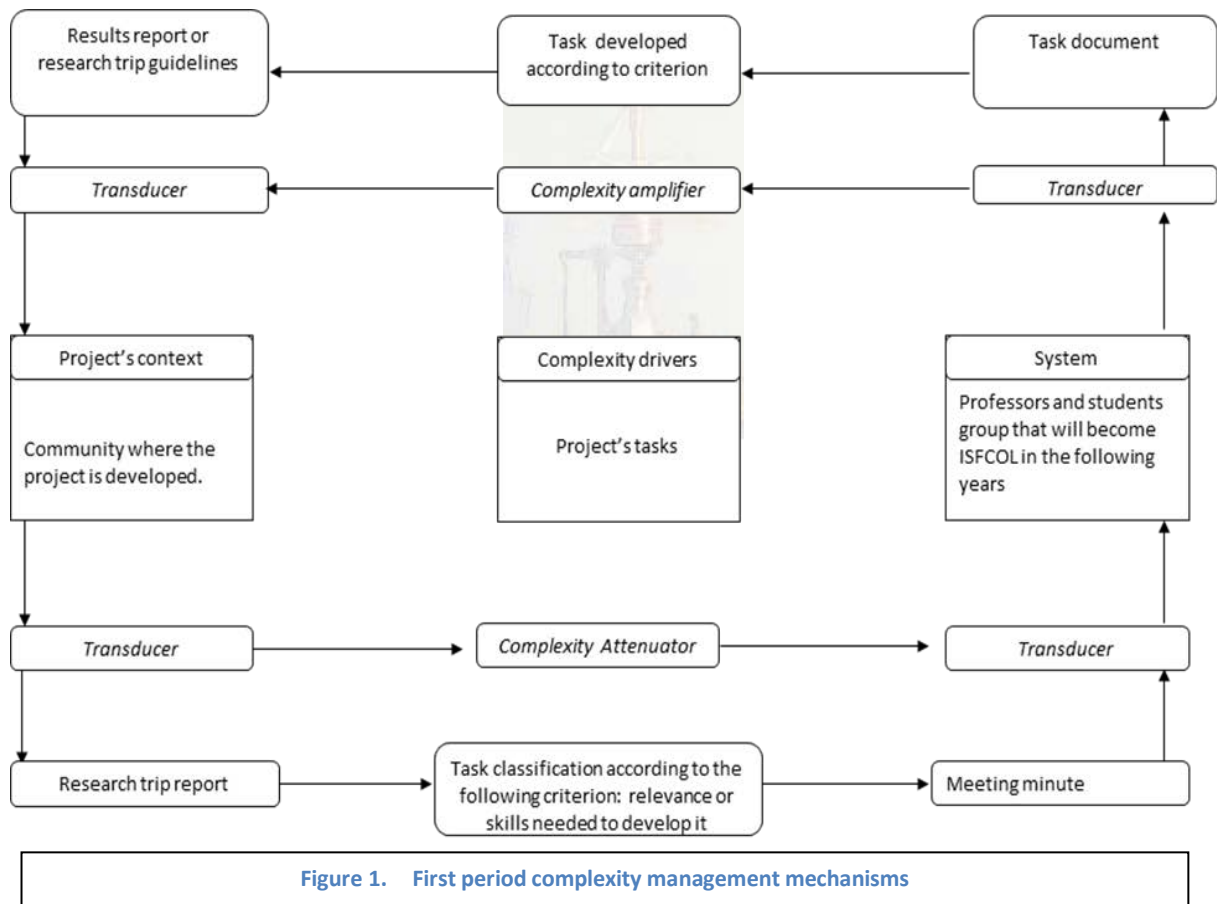 Results report or
research trip guidelines
Task developed
according to criterion
Task document
Transducer
Complexity amplifier
Transducer
Project's context
Community where the
project is developed.
Complexity drivers
Project's tasks
System
Professors and students
group that will become
ISFCOL in the following
years
Transducer
Complexity Attenuator
Transducer
Research trip report
Task classification according to the
following criterion: relevance or
skills needed to develop it
Meeting minute
Figure 1. First period complexity management mechanisms